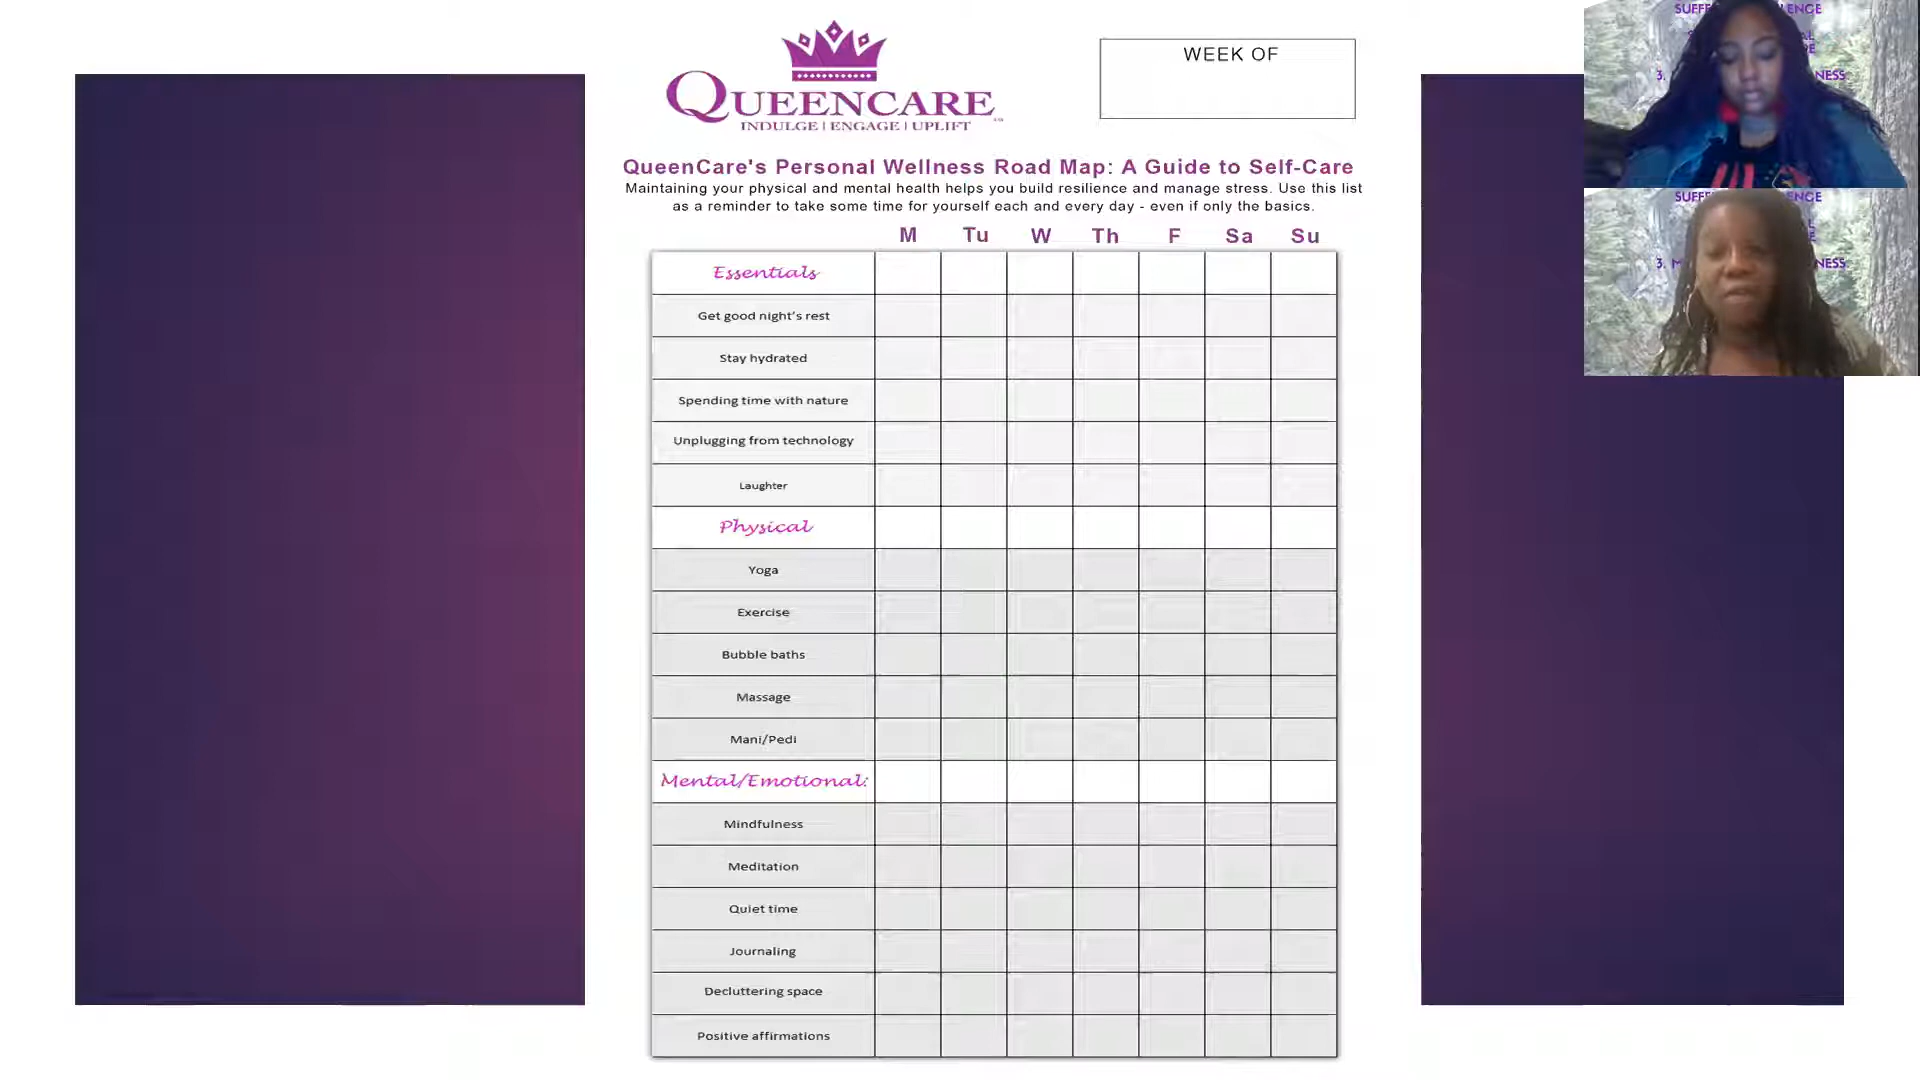 QUEENCARE
INDULGE | ENGAGE | UPLIFT
WEEK OF
QueenCare's Personal Wellness Road Map: A Guide to Self-Care
Maintaining your physical and mental health helps you build resilience and manage stress. Use this list
as a reminder to take some time for yourself each and every day - even if only the basics.
M Tu W Th F Sa Su
Essentials
Get good night's rest
Stay hydrated
Spending time with nature
Unplugging from technology
Laughter
Physical
Yoga
Exercise
Bubble baths
Massage
Mani/Pedi
Mental/Emotional:
Mindfulness
Meditation
Quiet time
Journaling
Decluttering space
Positive affirmations
3.
3.